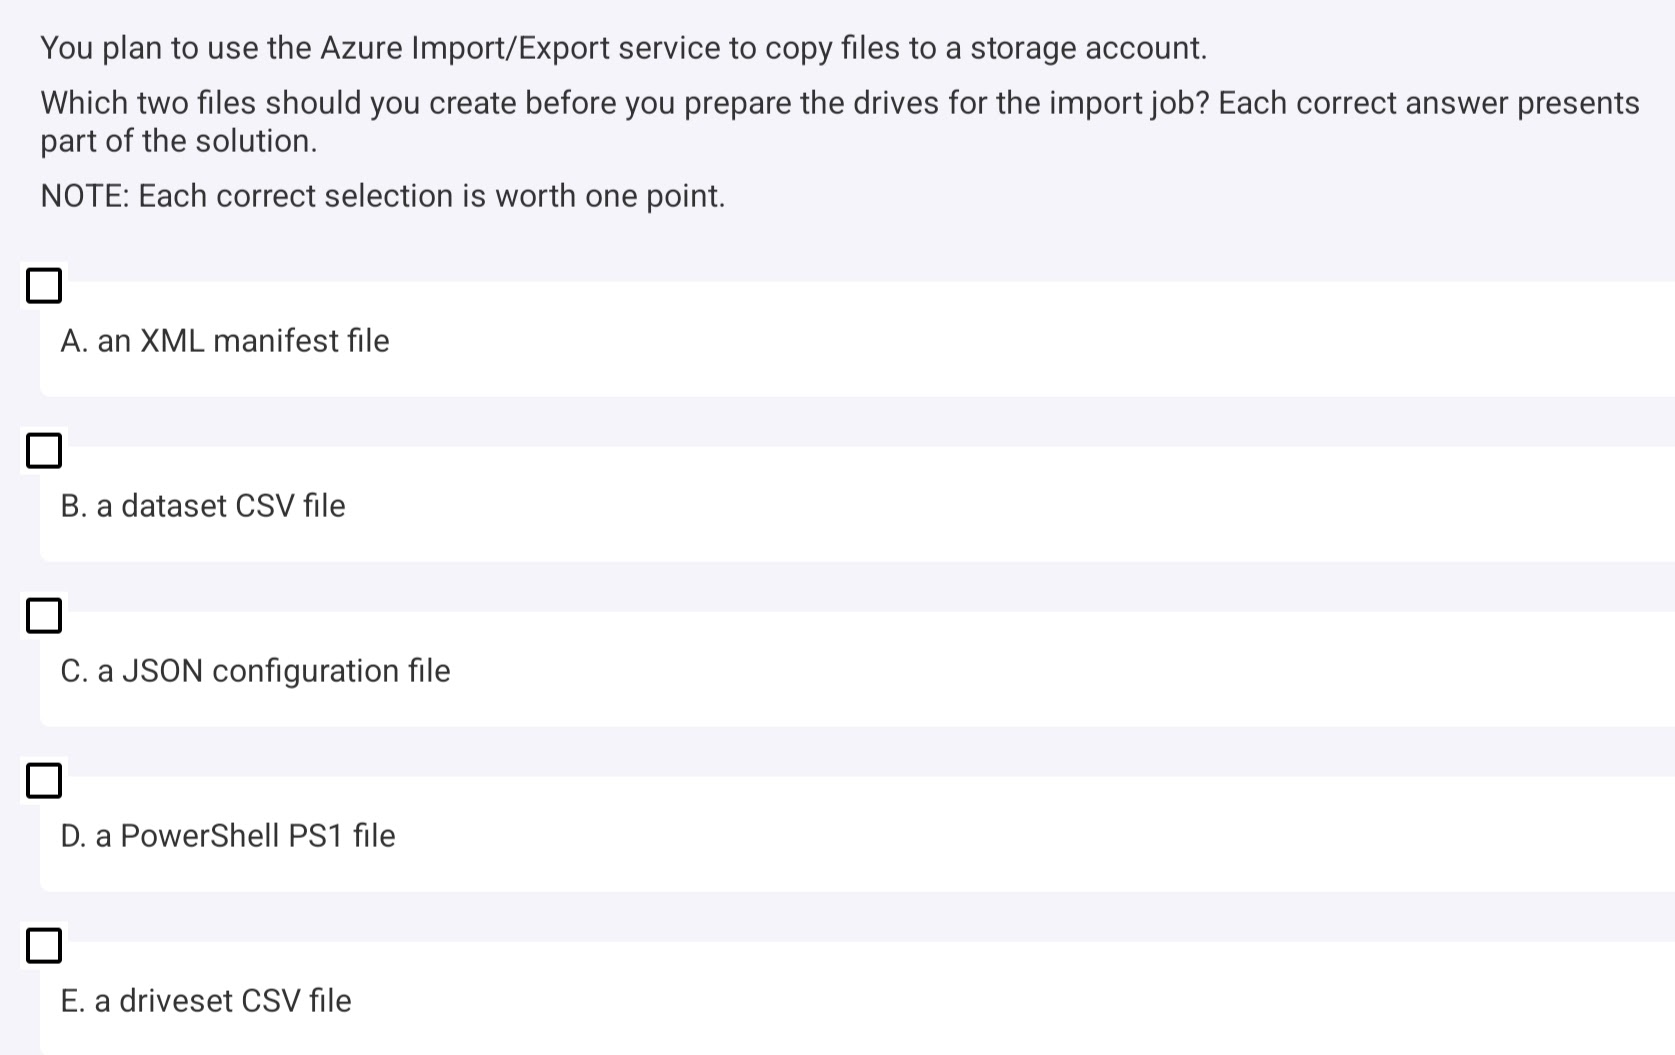 You plan to use the Azure Import/Export service to copy files to a storage account.
Which two files should you create before you prepare the drives for the import job? Each correct answer presents
part of the solution.
NOTE: Each correct selection is worth one point.
A. an XML manifest file
B. a dataset CSV file
C. a JSON configuration file
D. a PowerShell PS1 file
E. a driveset CSV file